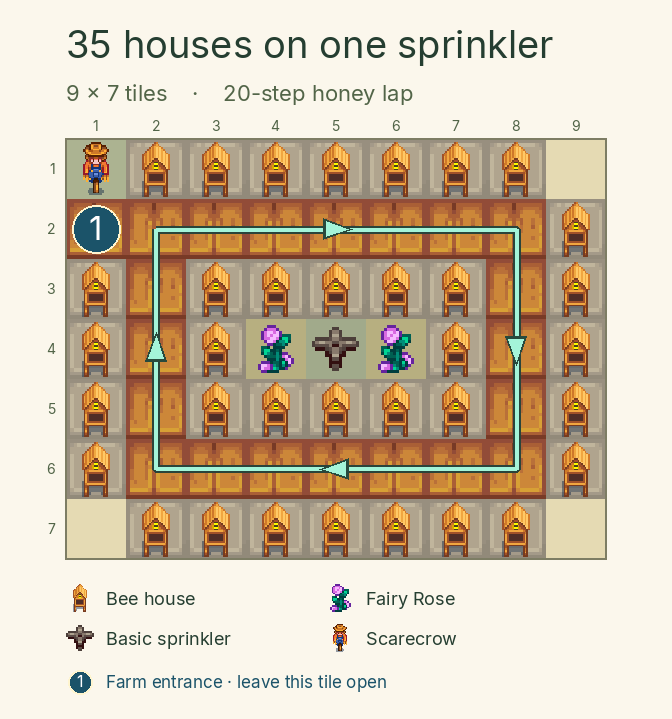 35 houses on one sprinkler
9 × 7 tiles · 20-step honey lap
1 2 3 4 5 6 7 8 9
1
1 2
3
4
5
6
7
Bee house Fairy Rose
Basic sprinkler Scarecrow
1 Farm entrance · leave this tile open